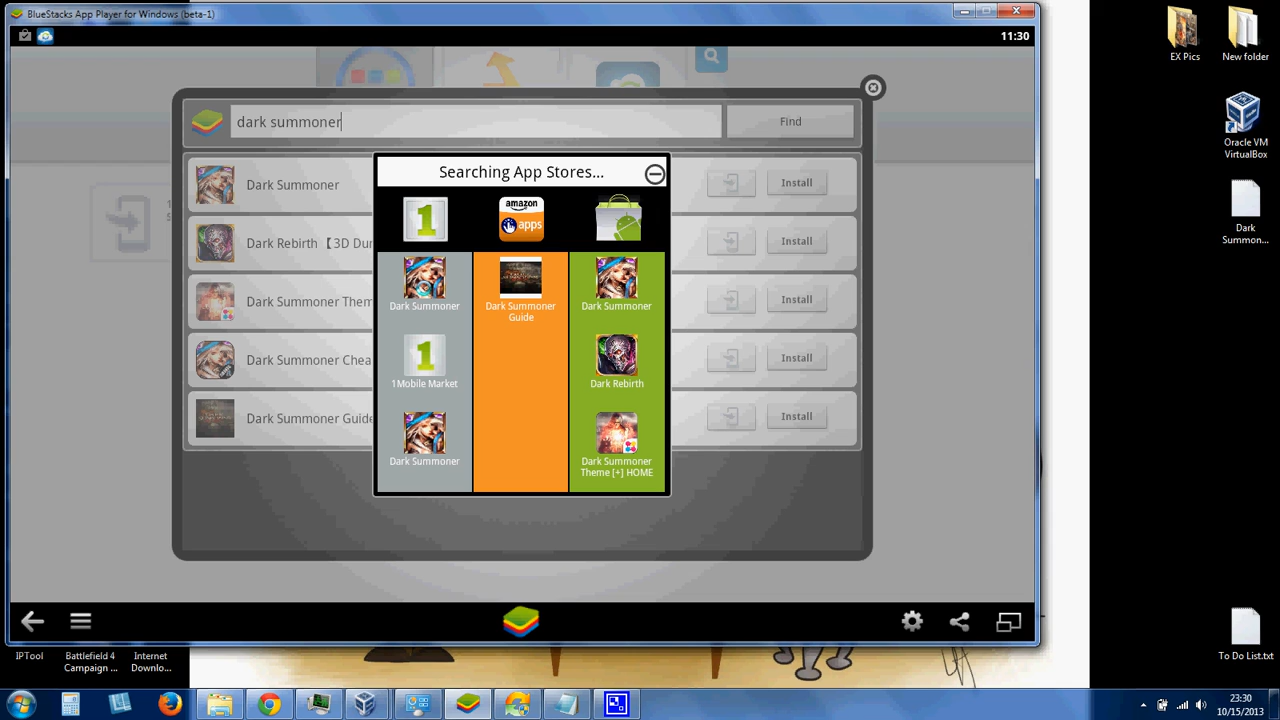 BlueStacks App Player for Windows (beta-1)
11:30
dark summoner
Find
Searching App Stores...
1
amazon
apps
Dark Summoner
Install
Dark Rebirth【3D Dun
Install
Dark Summoner Them
Install
Dark Summoner Chea
Install
Dark Summoner Guide
Install
Dark Summoner
1
1Mobile Market
Dark Summoner
Dark Summoner
Guide
Dark Summoner
Dark Rebirth
Dark Summoner
Theme [+] HOME
EX Pics
New folder
Oracle VM
VirtualBox
Dark
Summon...
To Do List.txt
IPTool
Battlefield 4
Campaign ...
Internet
Downlo...
23:30
10/15/2013